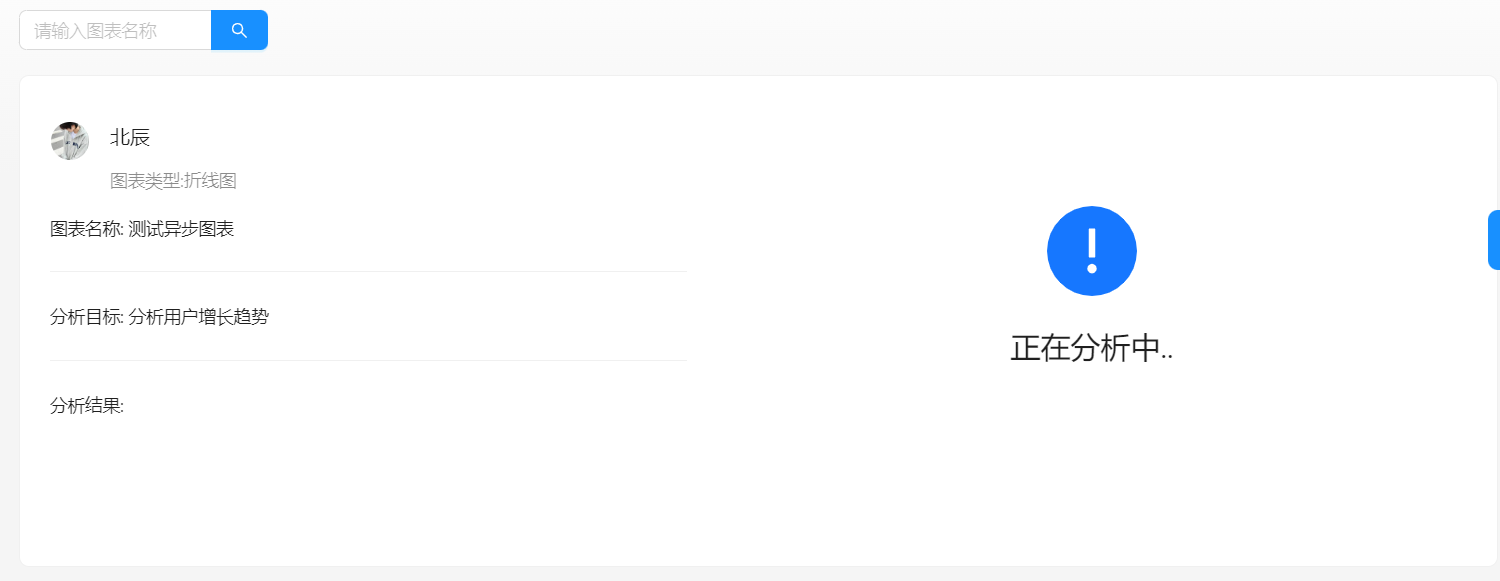 请输入图表名称
北辰
图表类型:折线图
图表名称: 测试异步图表
分析目标: 分析用户增长趋势
分析结果:
正在分析中..